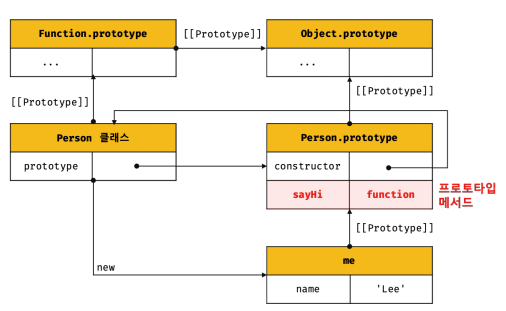 Function.prototype
[[Prototype]]
Object.prototype
...
...
[[Prototype]]
[[Prototype]]
Person 클래스
Person.prototype
prototype
constructor
sayHi
function
프로토타입
메서드
[[Prototype]]
new
me
name
'Lee'